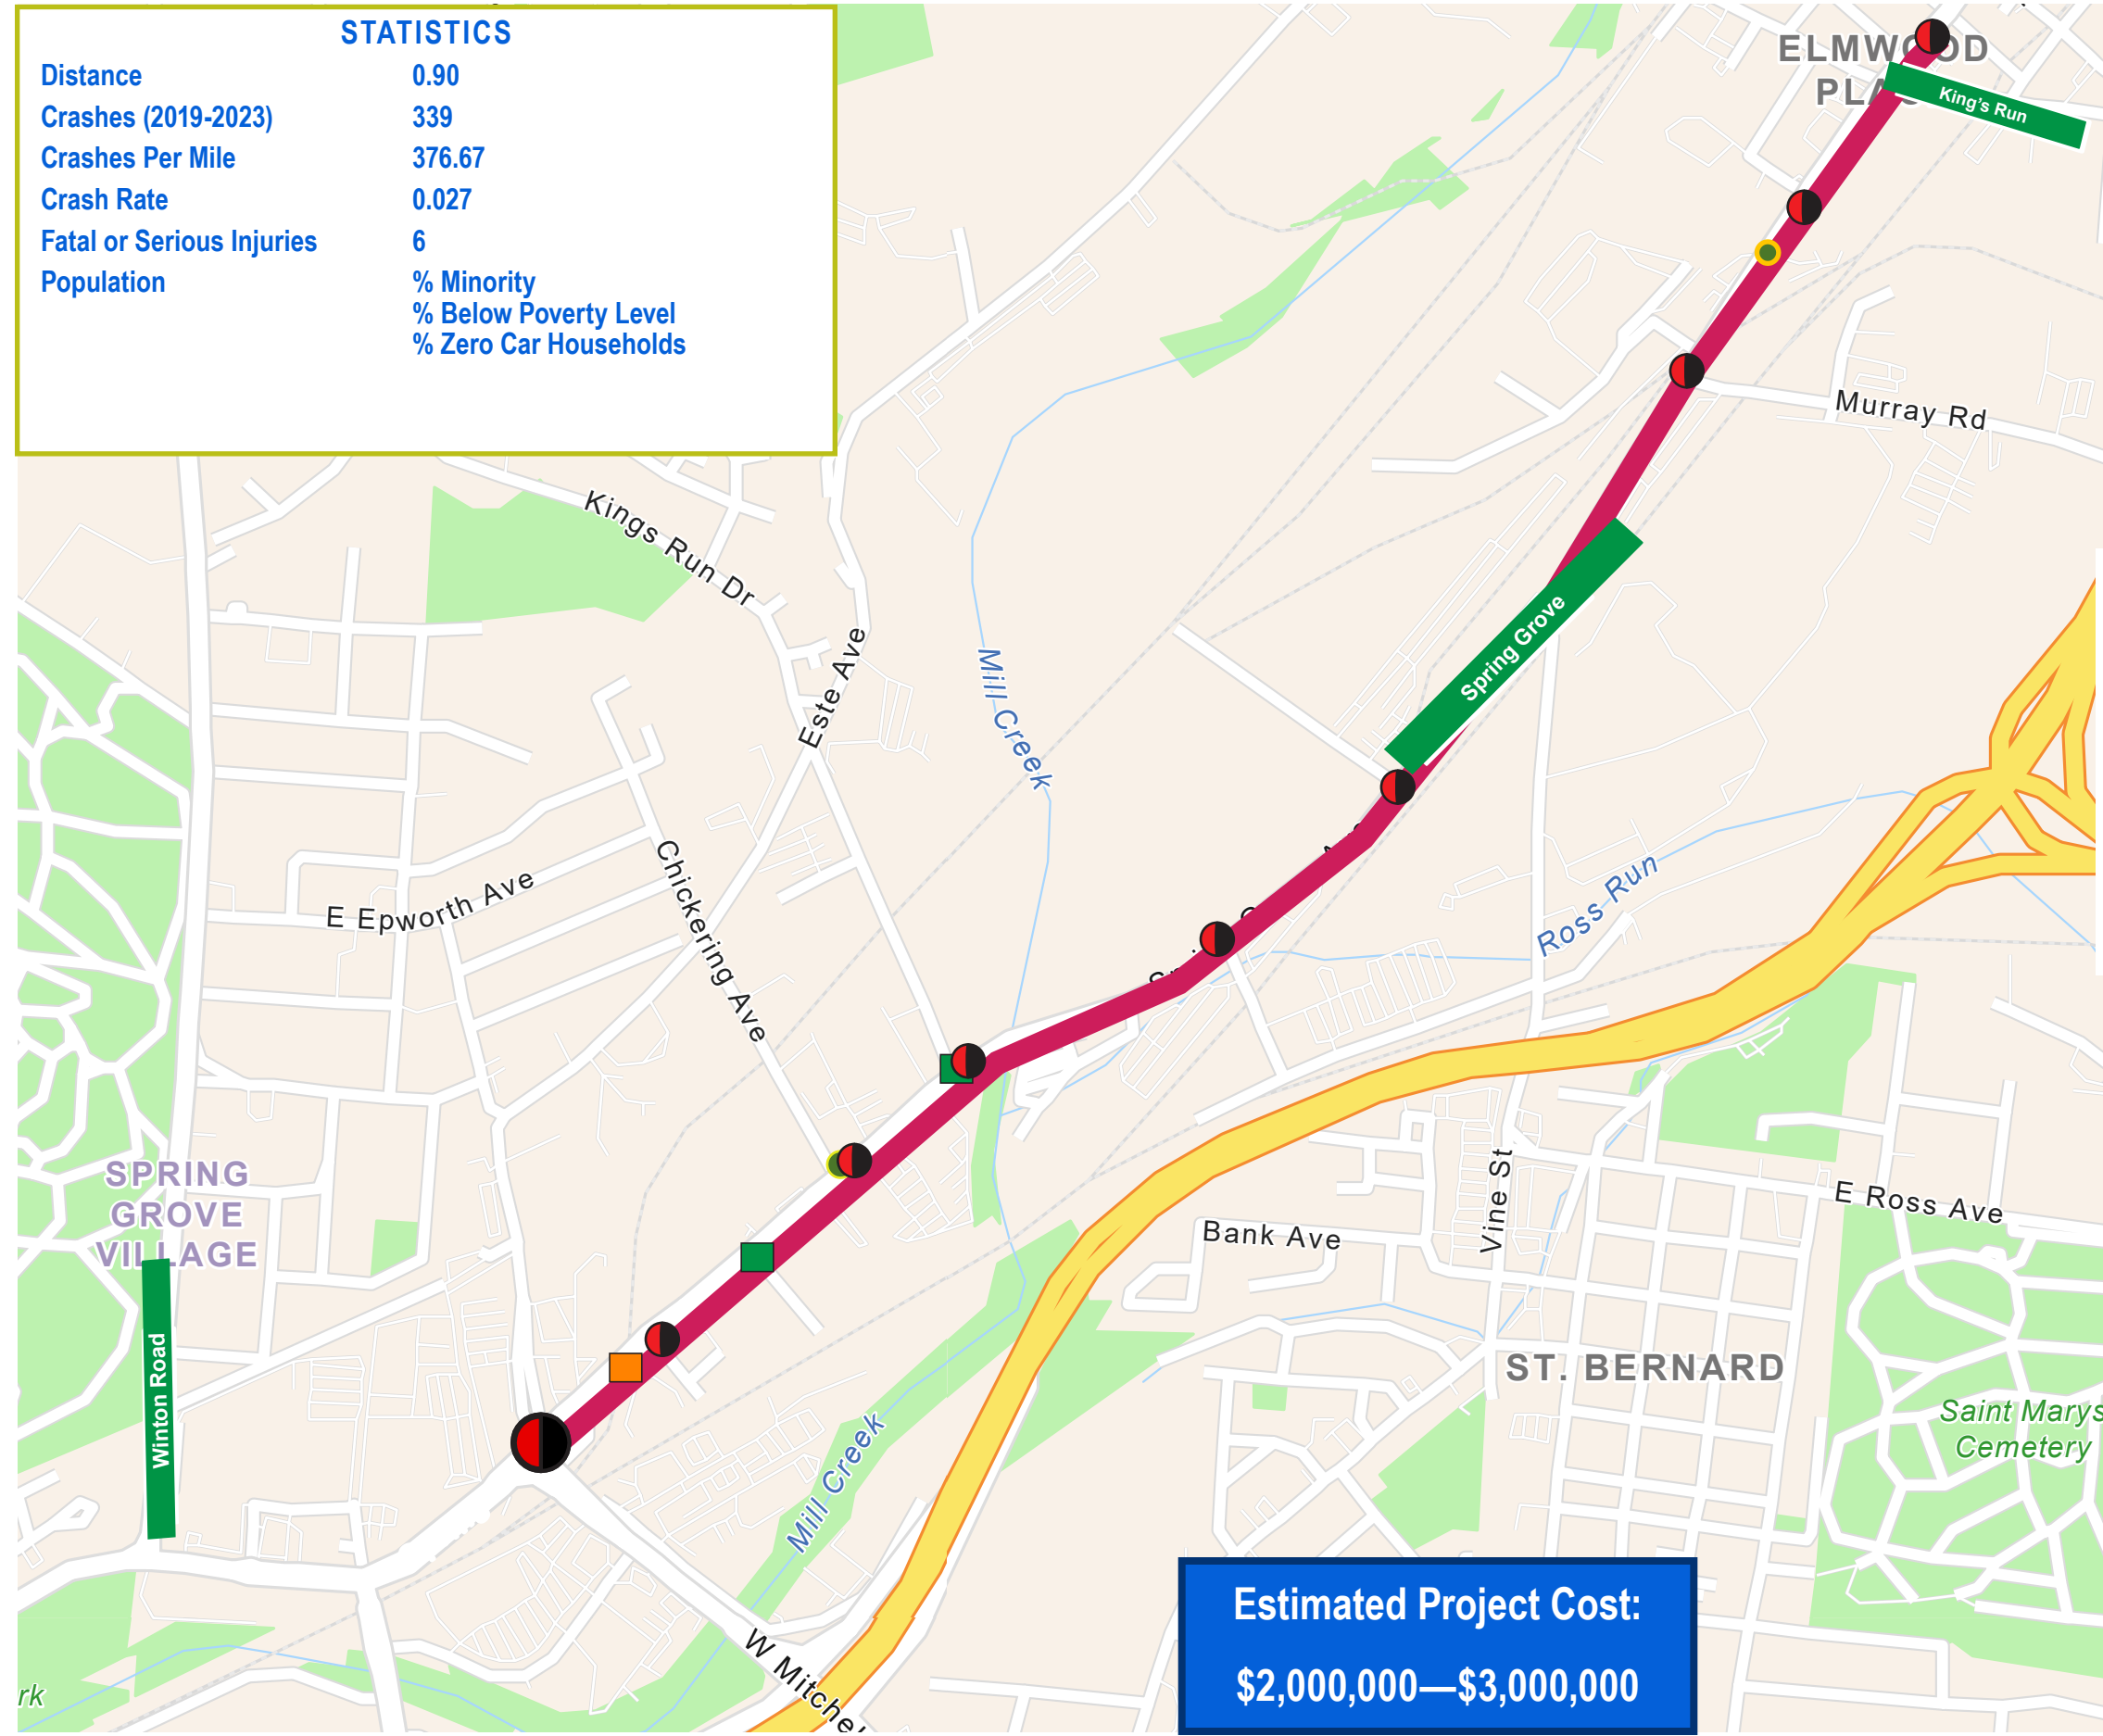 STATISTICS
Distance 0.90
Crashes (2019-2023) 339
Crashes Per Mile 376.67
Crash Rate 0.027
Fatal or Serious Injuries 6
Population % Minority
% Below Poverty Level
% Zero Car Households
ELMWOOD
King's Run
Murray Rd
Kings Run Dr
Este Ave
Mill Creek
Spring Grove
Chickering Ave
E Epworth Ave
Ross Run
SPRING
GROVE
VILLAGE
Winton Road
Bank Ave
Vine St
E Ross Ave
ST. BERNARD
Saint Marys
Cemetery
Mill Creek
W Mitchel
rk
Estimated Project Cost:
$2,000,000—$3,000,000